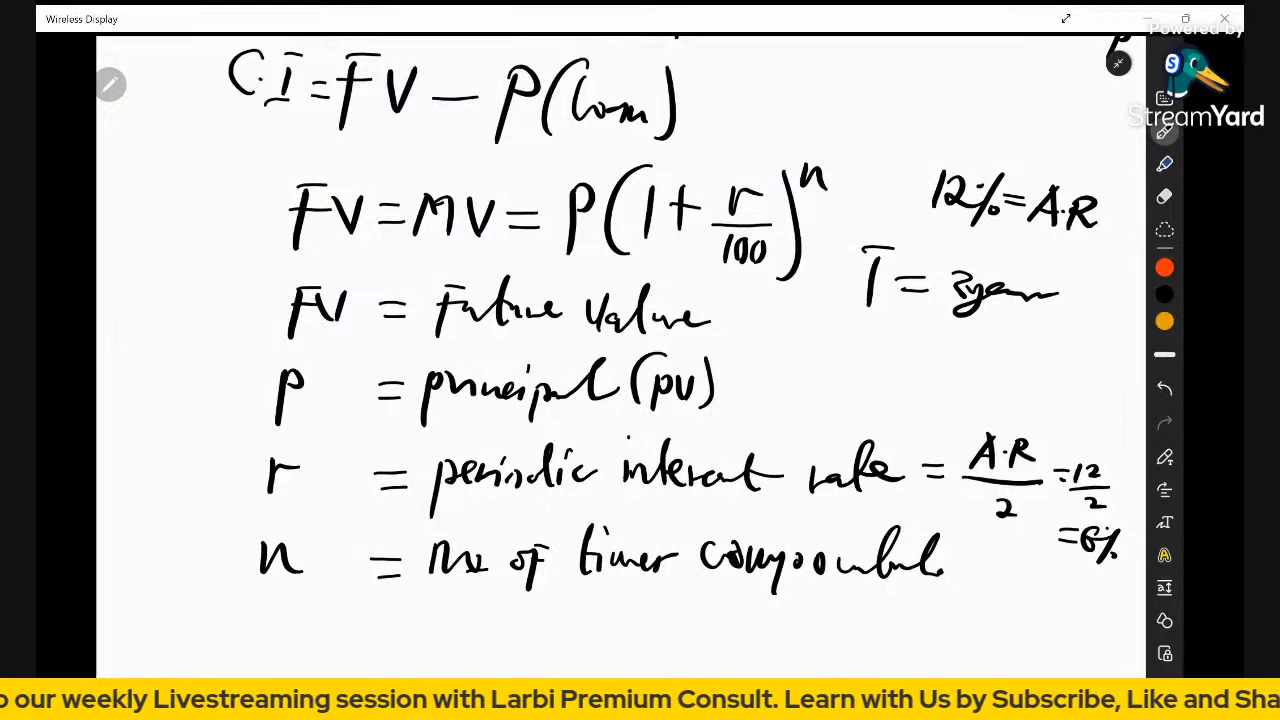 Wireless Display
Powered by
StreamYard
C.I = FV - P(Loan)
FV = MV = P(1 + r/100)^n
12% = A.R
T = 3years
FV = Future Value
P = principal (pv)
r = periodic interest rate = A.R/2 = 12/2
= 6%
n = no of times compounded
o our weekly Livestreaming session with Larbi Premium Consult. Learn with Us by Subscribe, Like and Sha